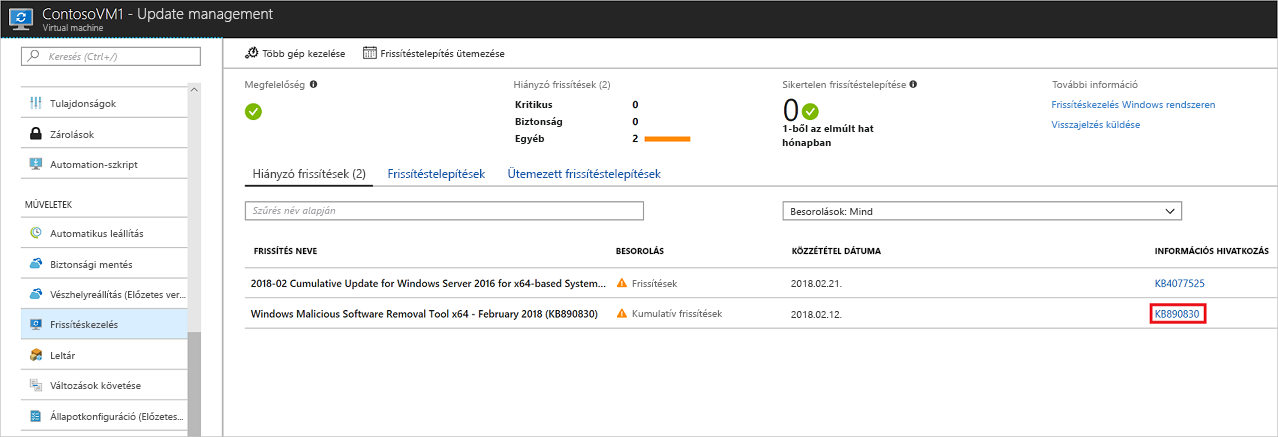 ContosoVM1 - Update management
Virtual machine
Keresés (Ctrl+/)
Tulajdonságok
Zárolások
Automation-szkript
MŰVELETEK
Automatikus leállítás
Biztonsági mentés
Vészhelyreállítás (Előzetes ver...
Frissítéskezelés
Leltár
Változások követése
Állapotkonfiguráció (Előzetes...
Több gép kezelése
Frissítéstelepítés ütemezése
Megfelelőség
Hiányzó frissítések (2)
Kritikus 0
Biztonság 0
Egyéb 2
Sikertelen frissítéstelepítése
0
1-ből az elmúlt hat
hónapban
További információ
Frissítéskezelés Windows rendszeren
Visszajelzés küldése
Hiányzó frissítések (2) Frissítéstelepítések Ütemezett frissítéstelepítések
Szűrés név alapján
Besorolások: Mind
FRISSÍTÉS NEVE BESOROLÁS KÖZZÉTÉTEL DÁTUMA INFORMÁCIÓS HIVATKOZÁS
2018-02 Cumulative Update for Windows Server 2016 for x64-based System... Frissítések 2018.02.21. KB4077525
Windows Malicious Software Removal Tool x64 - February 2018 (KB890830) Kumulatív frissítések 2018.02.12. KB890830